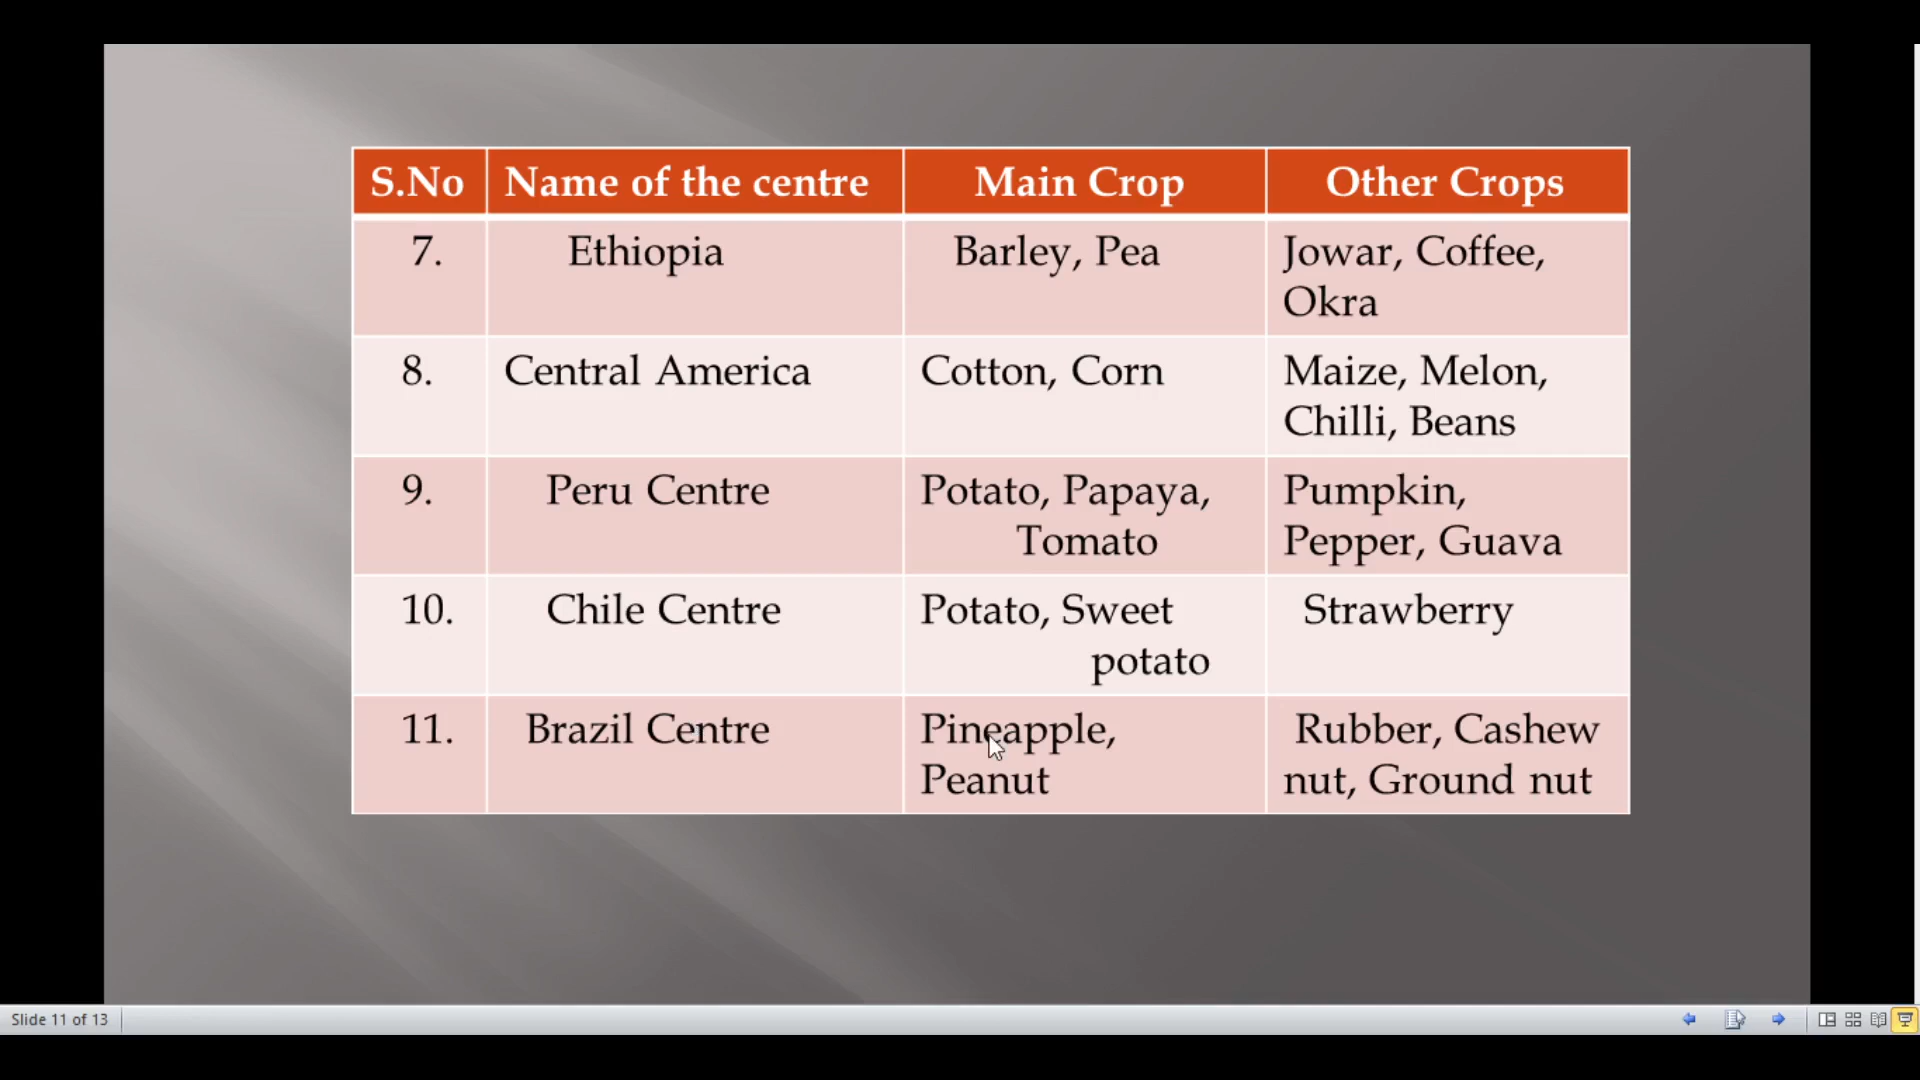 S.No Name of the centre Main Crop Other Crops
7. Ethiopia Barley, Pea Jowar, Coffee,
Okra
8. Central America Cotton, Corn Maize, Melon,
Chilli, Beans
9. Peru Centre Potato, Papaya, Pumpkin,
Tomato Pepper, Guava
10. Chile Centre Potato, Sweet Strawberry
potato
11. Brazil Centre Pineapple, Rubber, Cashew
Peanut nut, Ground nut
Slide 11 of 13